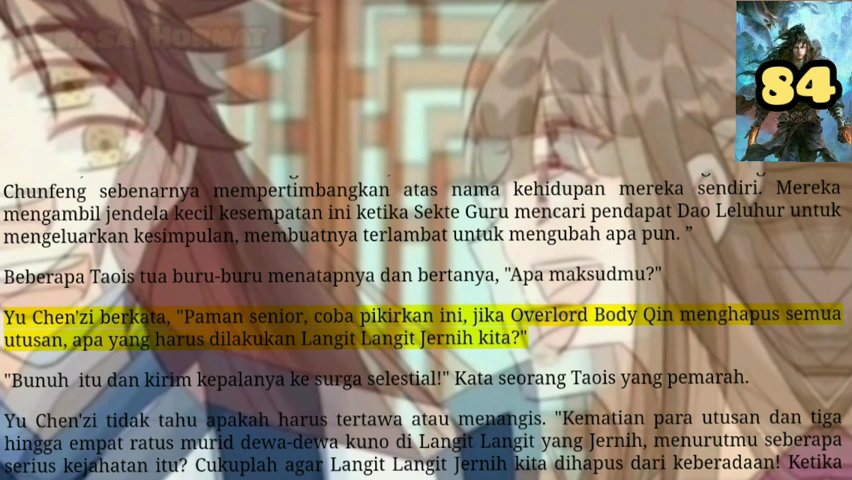 84
Chunfeng sebenarnya mempertimbangkan atas nama kehidupan mereka sendiri. Mereka
mengambil jendela kecil kesempatan ini ketika Sekte Guru mencari pendapat Dao Leluhur untuk
mengeluarkan kesimpulan, membuatnya terlambat untuk mengubah apa pun. ”
Beberapa Taois tua buru-buru menatapnya dan bertanya, "Apa maksudmu?"
Yu Chen'zi berkata, "Paman senior, coba pikirkan ini, jika Overlord Body Qin menghapus semua
utusan, apa yang harus dilakukan Langit Langit Jernih kita?"
"Bunuh itu dan kirim kepalanya ke surga selestial!" Kata seorang Taois yang pemarah.
Yu Chen'zi tidak tahu apakah harus tertawa atau menangis. "Kematian para utusan dan tiga
hingga empat ratus murid dewa-dewa kuno di Langit Langit yang Jernih, menurutmu seberapa
serius kejahatan itu? Cukuplah agar Langit Langit Jernih kita dihapus dari keberadaan! Ketika